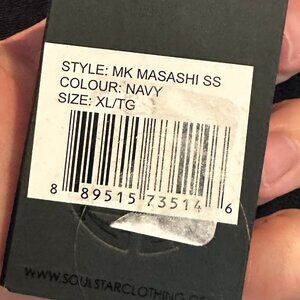 STYLE: MK MASASHI SS
COLOUR: NAVY
SIZE: XL/TG
8 89515 73514 6
WWW.SOULSTARCLOTHING.